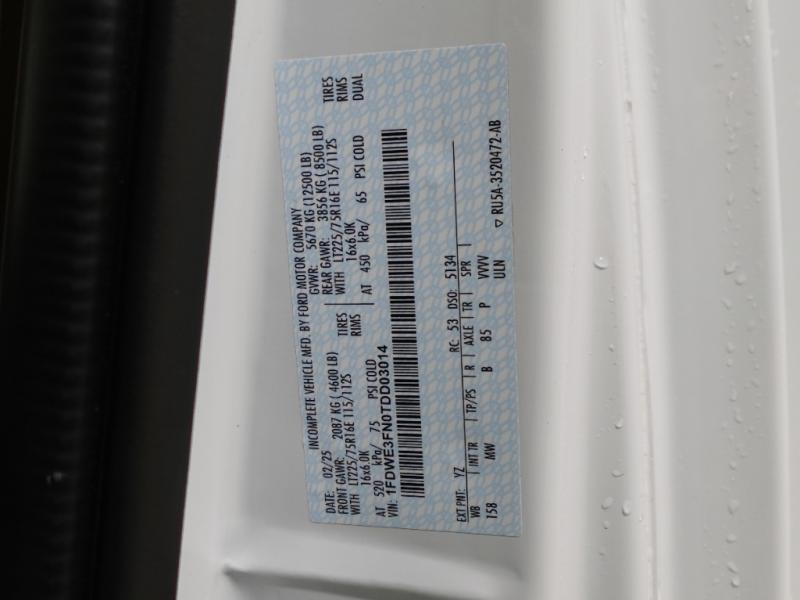 INCOMPLETE VEHICLE MFD. BY FORD MOTOR COMPANY
DATE: 02/25 GVWR: 5670 KG (12500 LB)
FRONT GAWR: 2087 KG (4600 LB) REAR GAWR: 3856 KG (8500 LB)
WITH LT225/75R16E 115/112S TIRES WITH LT225/75R16E 115/112S TIRES
16x6.0K RIMS 16x6.0K RIMS
AT 520 kPa/ 75 PSI COLD AT 450 kPa/ 65 PSI COLD DUAL
VIN: 1FDWE3FN0TDD03014
EXT PNT: YZ RC: 53 DSO: 5134
WB INT TR TP/PS R AXLE TR SPR
158 MW B 85 P VVVV
ULN
▽ RU5A-3520472-AB